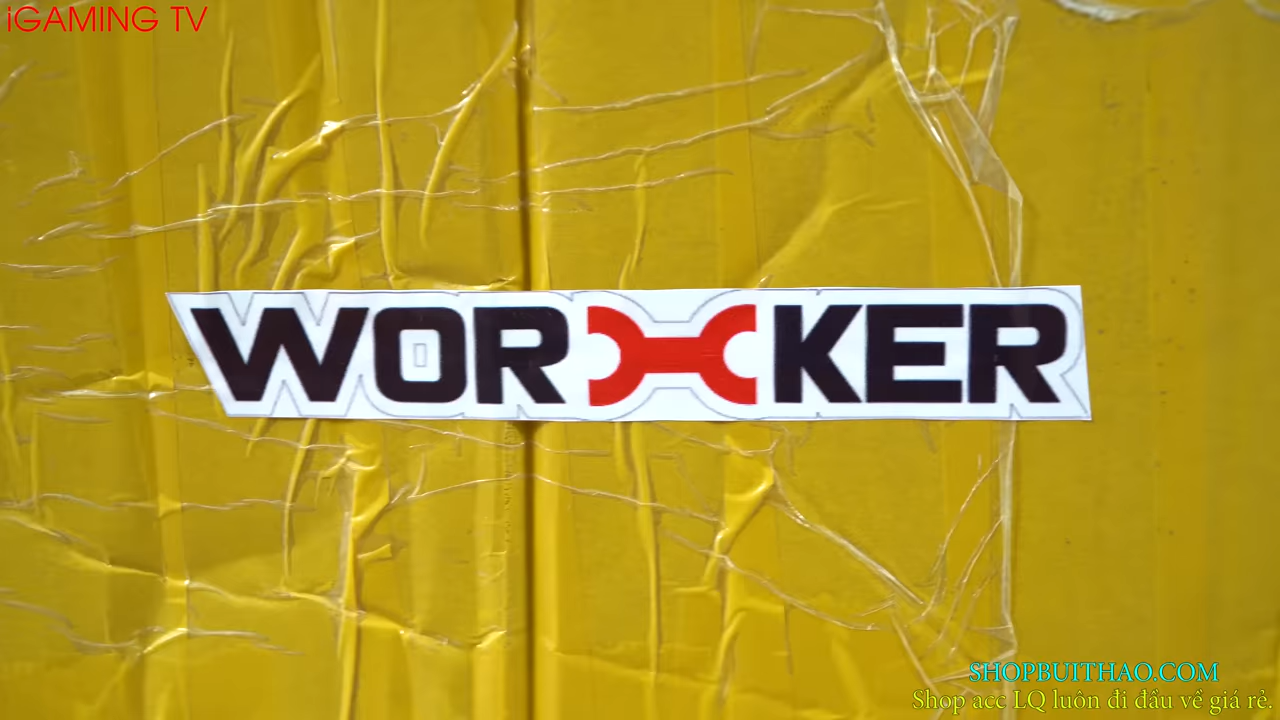 iGAMING TV
WORKER
SHOPBUITHAO.COM
Shop acc LQ luôn đi đầu về giá rẻ.